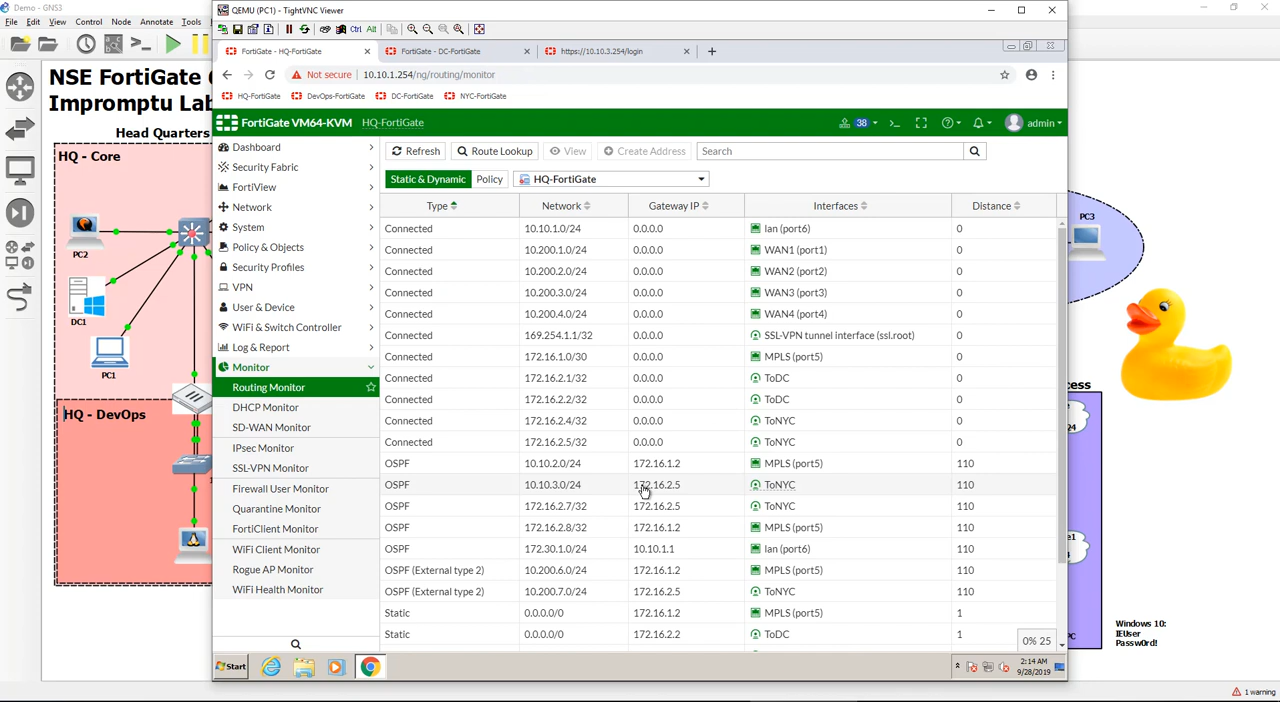 Demo - GNS3
File Edit View Control Node Annotate Tools
NSE FortiGate
Impromptu Lab
Head Quarters
HQ - Core
PC2
DC1
PC1
HQ - DevOps
QEMU (PC1) - TightVNC Viewer
Ctrl Alt
FortiGate - HQ-FortiGate
FortiGate - DC-FortiGate
https://10.10.3.254/login
Not secure 10.10.1.254/ng/routing/monitor
HQ-FortiGate DevOps-FortiGate DC-FortiGate NYC-FortiGate
FortiGate VM64-KVM HQ-FortiGate 38 admin
Dashboard
Security Fabric
FortiView
Network
System
Policy & Objects
Security Profiles
VPN
User & Device
WiFi & Switch Controller
Log & Report
Monitor
Routing Monitor
DHCP Monitor
SD-WAN Monitor
IPsec Monitor
SSL-VPN Monitor
Firewall User Monitor
Quarantine Monitor
FortiClient Monitor
WiFi Client Monitor
Rogue AP Monitor
WiFi Health Monitor
Refresh Route Lookup View Create Address Search
Static & Dynamic Policy HQ-FortiGate
Type Network Gateway IP Interfaces Distance
Connected 10.10.1.0/24 0.0.0.0 lan (port6) 0
Connected 10.200.1.0/24 0.0.0.0 WAN1 (port1) 0
Connected 10.200.2.0/24 0.0.0.0 WAN2 (port2) 0
Connected 10.200.3.0/24 0.0.0.0 WAN3 (port3) 0
Connected 10.200.4.0/24 0.0.0.0 WAN4 (port4) 0
Connected 169.254.1.1/32 0.0.0.0 SSL-VPN tunnel interface (ssl.root) 0
Connected 172.16.1.0/30 0.0.0.0 MPLS (port5) 0
Connected 172.16.2.1/32 0.0.0.0 ToDC 0
Connected 172.16.2.2/32 0.0.0.0 ToDC 0
Connected 172.16.2.4/32 0.0.0.0 ToNYC 0
Connected 172.16.2.5/32 0.0.0.0 ToNYC 0
OSPF 10.10.2.0/24 172.16.1.2 MPLS (port5) 110
OSPF 10.10.3.0/24 172.16.2.5 ToNYC 110
OSPF 172.16.2.7/32 172.16.2.5 ToNYC 110
OSPF 172.16.2.8/32 172.16.1.2 MPLS (port5) 110
OSPF 172.30.1.0/24 10.10.1.1 lan (port6) 110
OSPF (External type 2) 10.200.6.0/24 172.16.1.2 MPLS (port5) 110
OSPF (External type 2) 10.200.7.0/24 172.16.2.5 ToNYC 110
Static 0.0.0.0/0 172.16.1.2 MPLS (port5) 1
Static 0.0.0.0/0 172.16.2.2 ToDC 1
0% 25
Start
2:14 AM
9/28/2019
PC3
Windows 10:
IEUser
Passw0rd!
1 warning